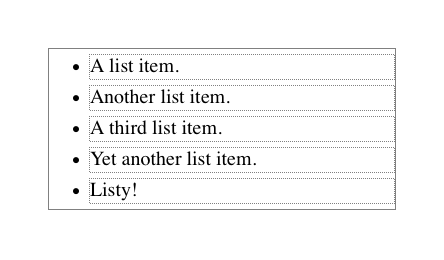 • A list item.
• Another list item.
• A third list item.
• Yet another list item.
• Listy!